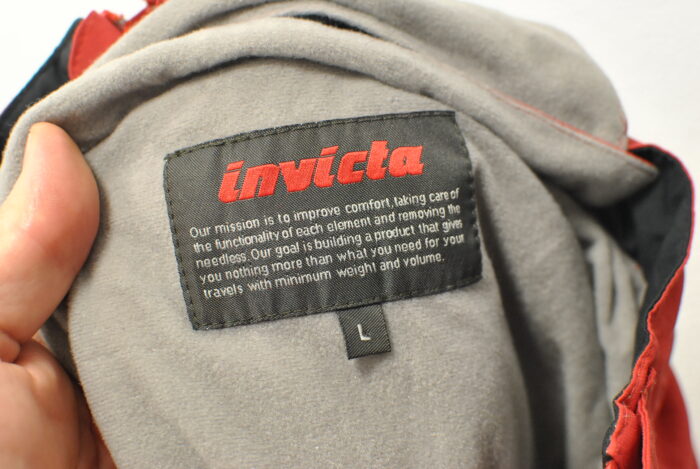 invicta
Our mission is to improve comfort,taking care of
the functionality of each element and removing the
needless.Our goal is building a product that gives
you nothing more than what you need for your
travels with minimum weight and volume.
L